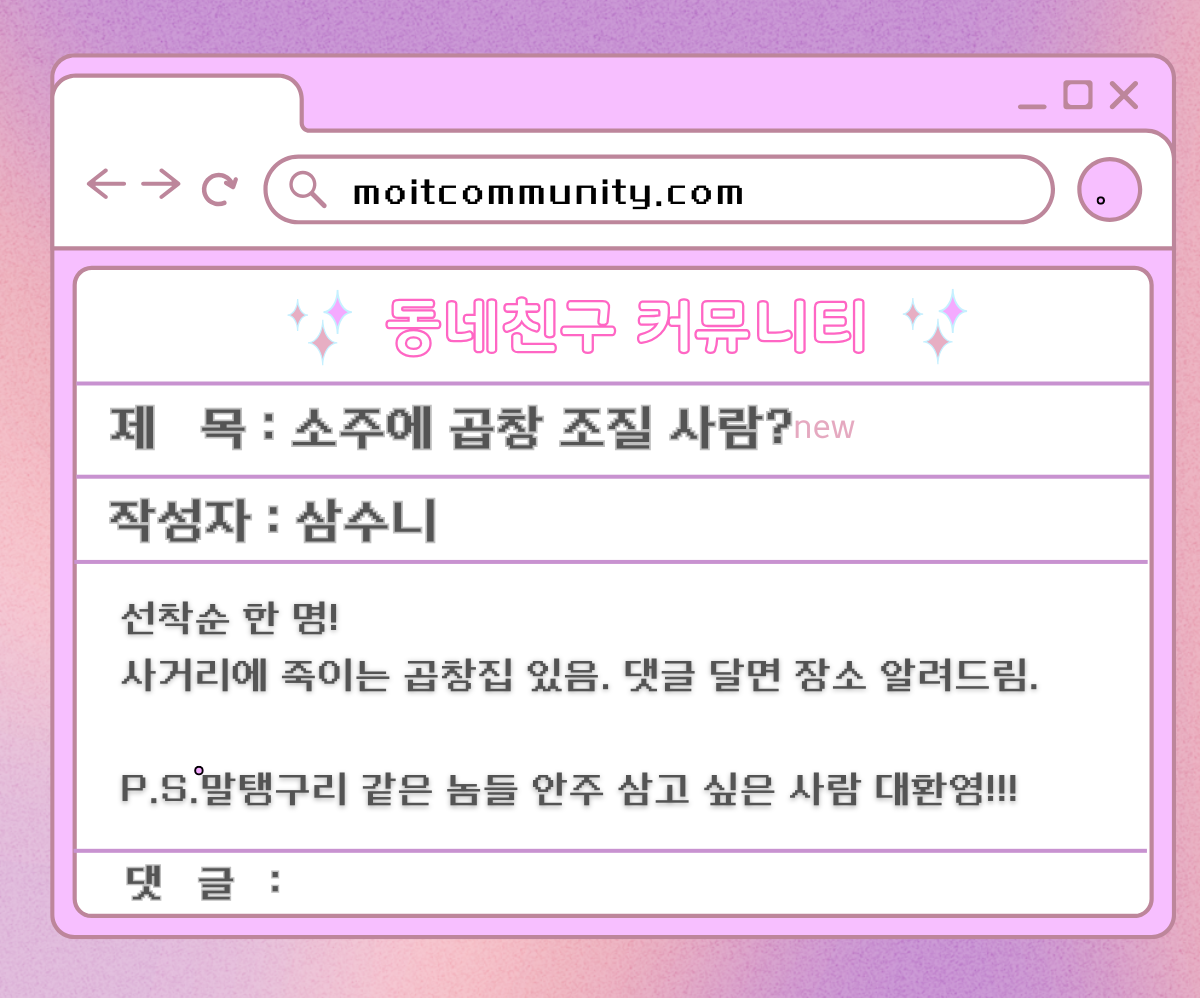 moitcommunity.com
동네친구 커뮤니티
제 목 : 소주에 곱창 조질 사람?new
작성자 : 삼수니
선착순 한 명!
사거리에 죽이는 곱창집 있음. 댓글 달면 장소 알려드림.
P.S.말탱구리 같은 놈들 안주 삼고 싶은 사람 대환영!!!
댓 글 :